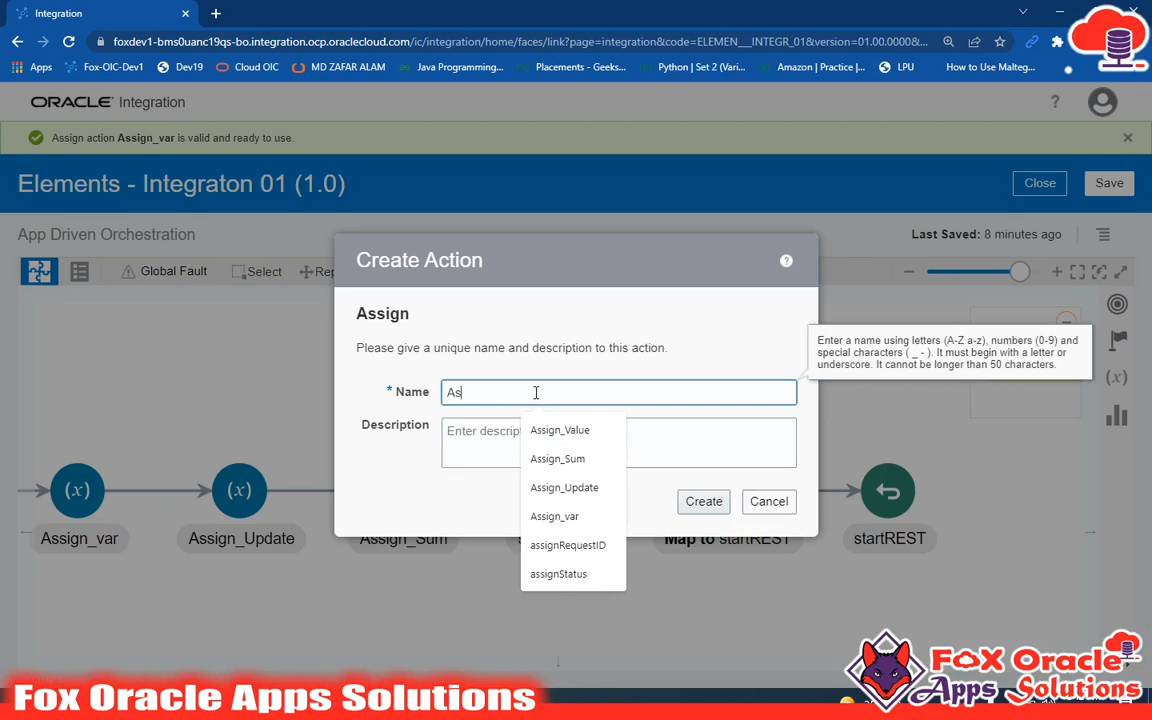 Integration
foxdev1-bms0uanc19qs-bo.integration.ocp.oraclecloud.com/ic/integration/home/faces/link?page=integration&code=ELEMEN__INTEGR_01&version=01.00.0000&...
Apps Fox-OIC-Dev1 Dev19 Cloud OIC MD ZAFAR ALAM Java Programming... Placements - Geeks... Python | Set 2 (Vari... Amazon | Practice |... LPU How to Use Malteg...
ORACLE Integration
Assign action Assign_var is valid and ready to use.
Elements - Integraton 01 (1.0)
Close Save
App Driven Orchestration
Last Saved: 8 minutes ago
Global Fault Select Rep
Create Action
Assign
Please give a unique name and description to this action.
Enter a name using letters (A-Z a-z), numbers (0-9) and
special characters ( _ - ). It must begin with a letter or
underscore. It cannot be longer than 50 characters.
* Name As
Description Enter descrip
Assign_Value
Assign_Sum
Assign_Update
Assign_var
assignRequestID
assignStatus
Create Cancel
(x) (x) (x)
Assign_var Assign_Update Assign_Sum Map to startREST startREST
Fox Oracle Apps Solutions
FOX Oracle
Apps Solutions